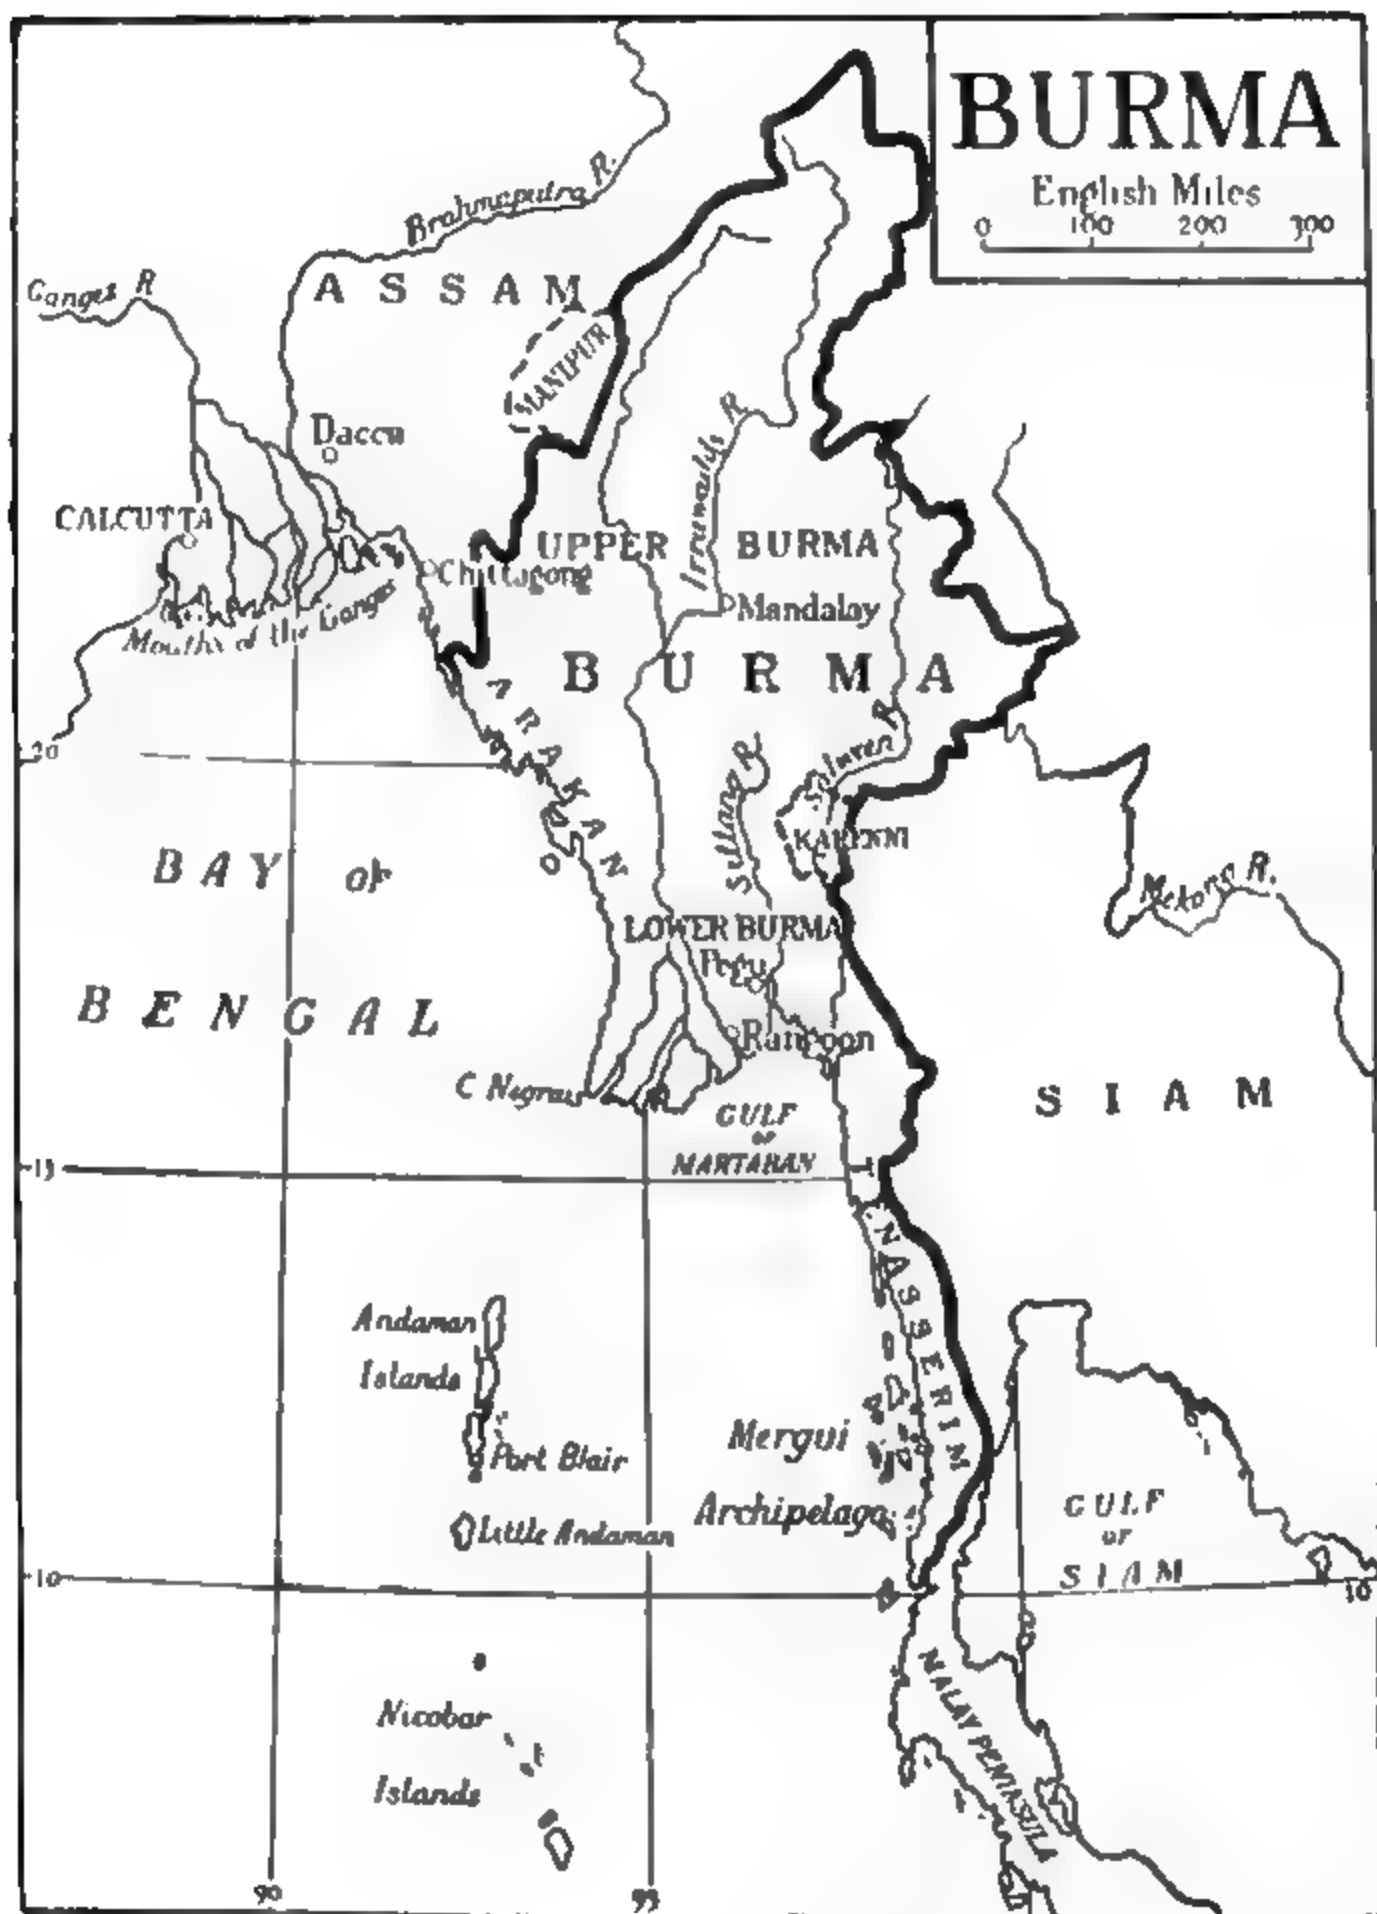 BURMA
English Miles
0 100 200 300
Brahmaputra R.
Ganges R
ASSAM
MANIPUR
Dacca
CALCUTTA
Irrawaddy R
UPPER BURMA
Chittagong
Mouths of the Ganges
Mandalay
BURMA
ARAKAN
20
Salween R
Sittang R
KARENNI
BAY OF
BENGAL
Mekong R.
LOWER BURMA
Pegu
Rangoon
C Negrais
SIAM
GULF
OF
MARTABAN
15
TENASSERIM
Andaman
Islands
Port Blair
Little Andaman
Mergui
Archipelago
GULF
OF
SIAM
10
10
Nicobar
Islands
MALAY PENINSULA
90